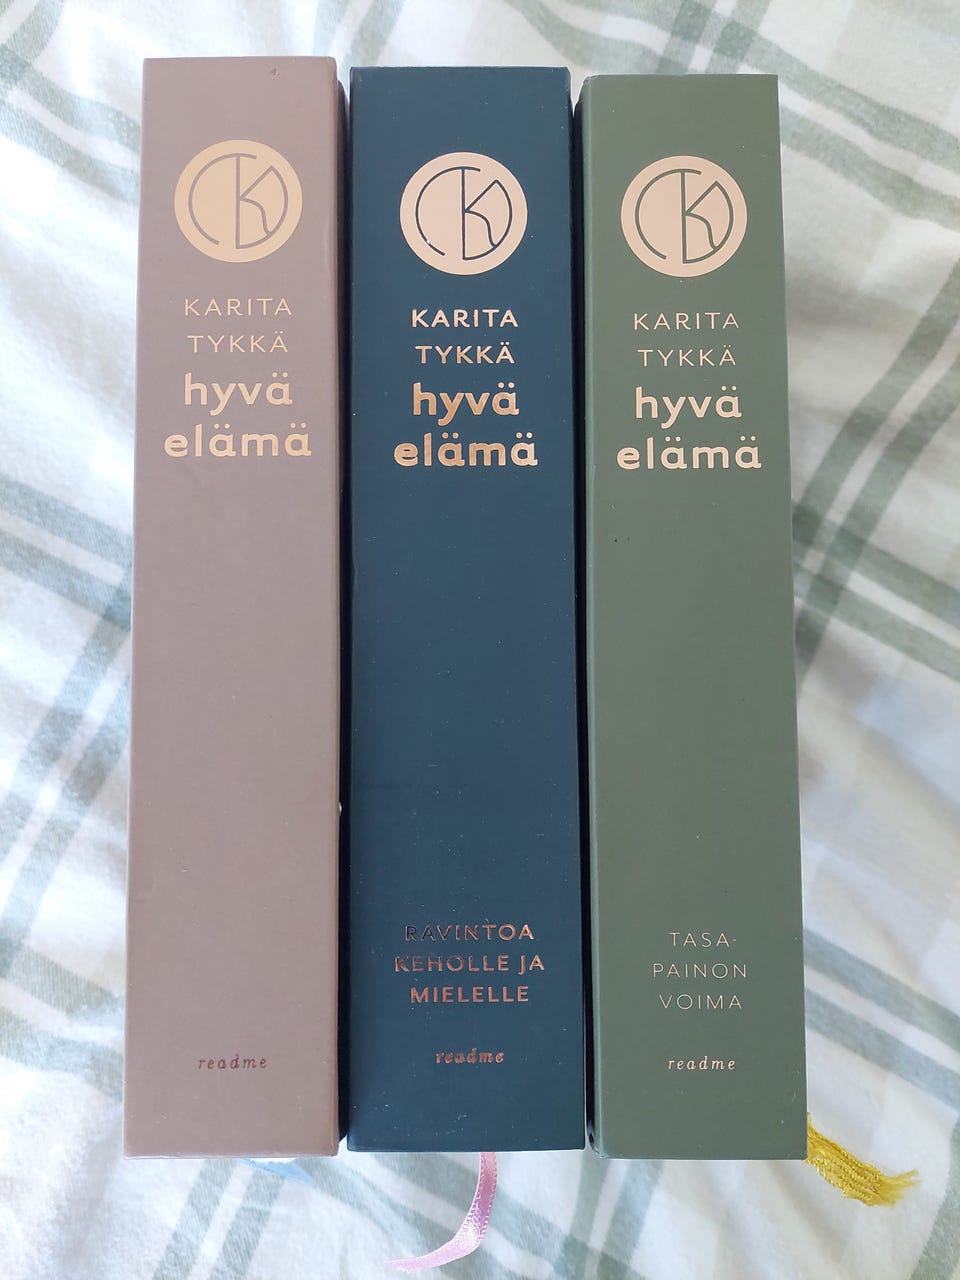 KARITA
TYKKÄ
hyvä
elämä
readme
KARITA
TYKKÄ
hyvä
elämä
RAVINTOA
KEHOLLE JA
MIELELLE
readme
KARITA
TYKKÄ
hyvä
elämä
TASA-
PAINON
VOIMA
readme